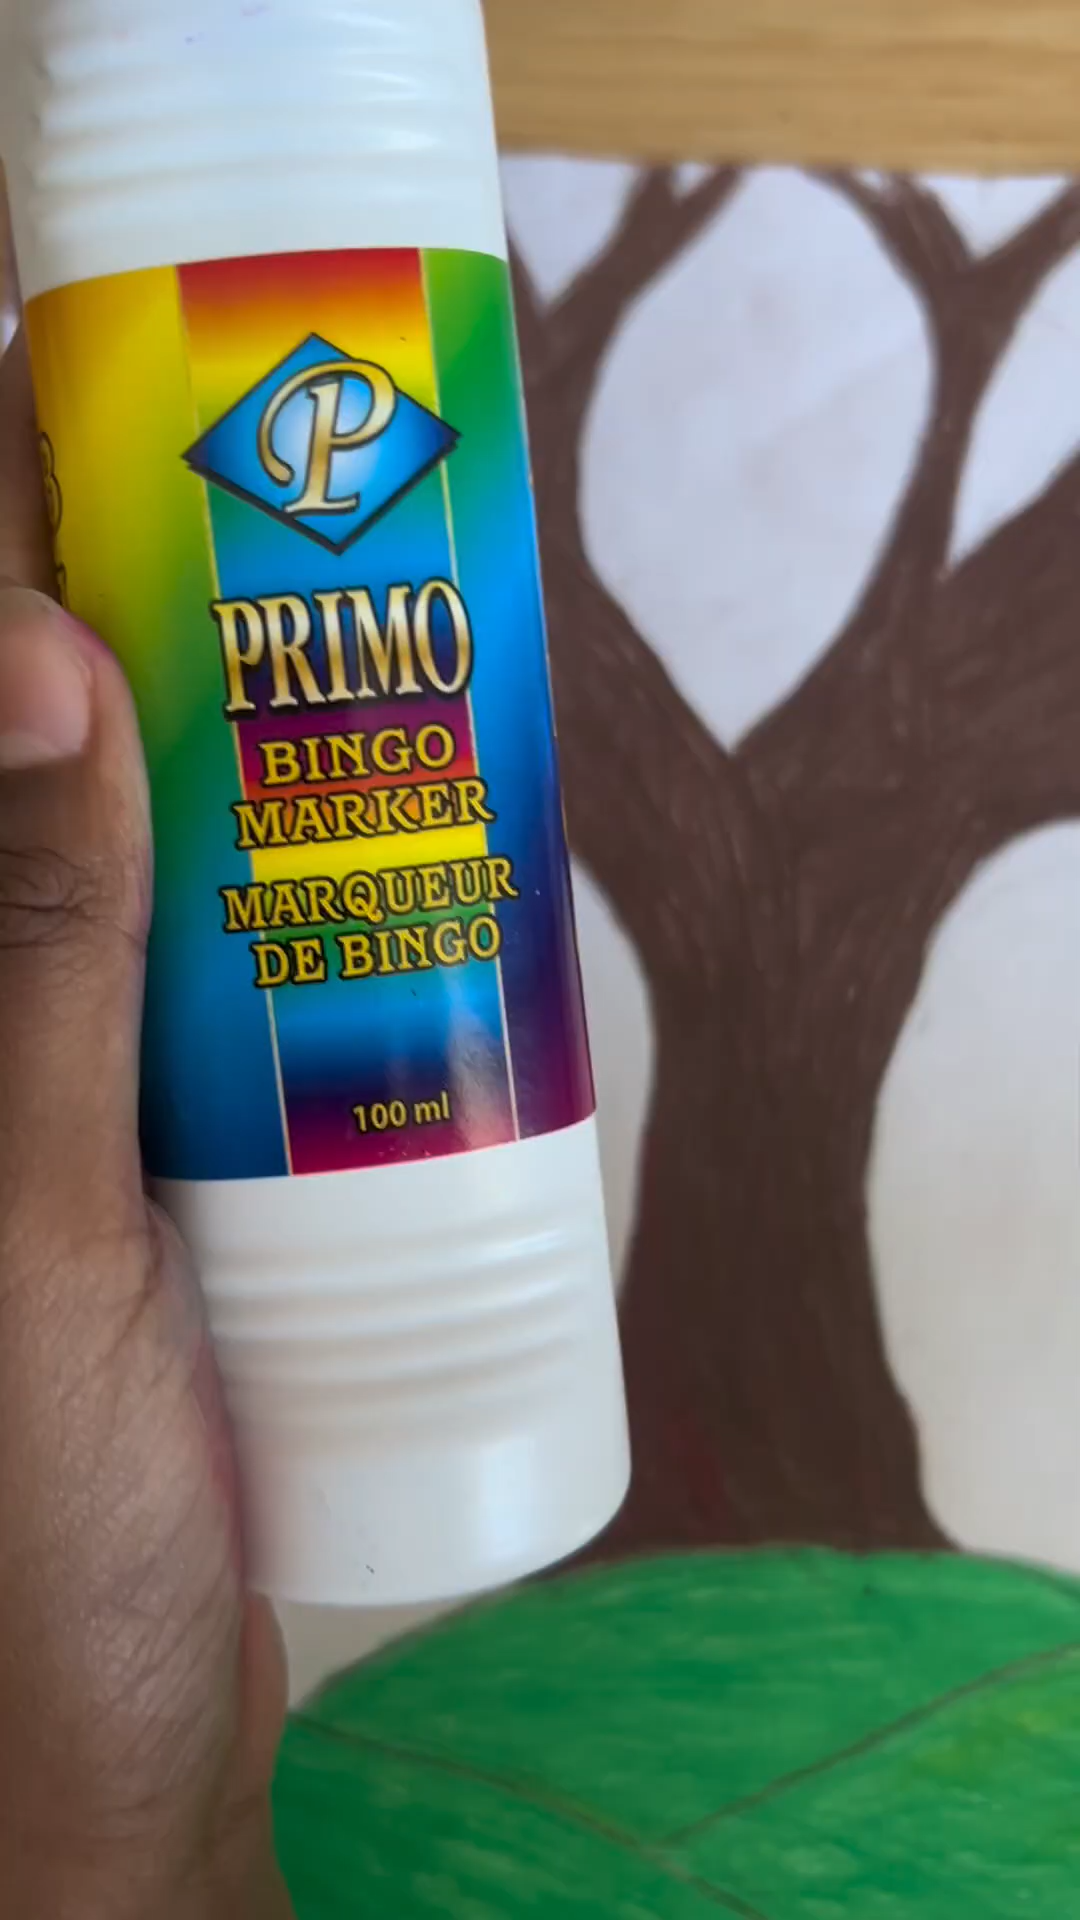 P
PRIMO
BINGO
MARKER
MARQUEUR
DE BINGO
100 ml